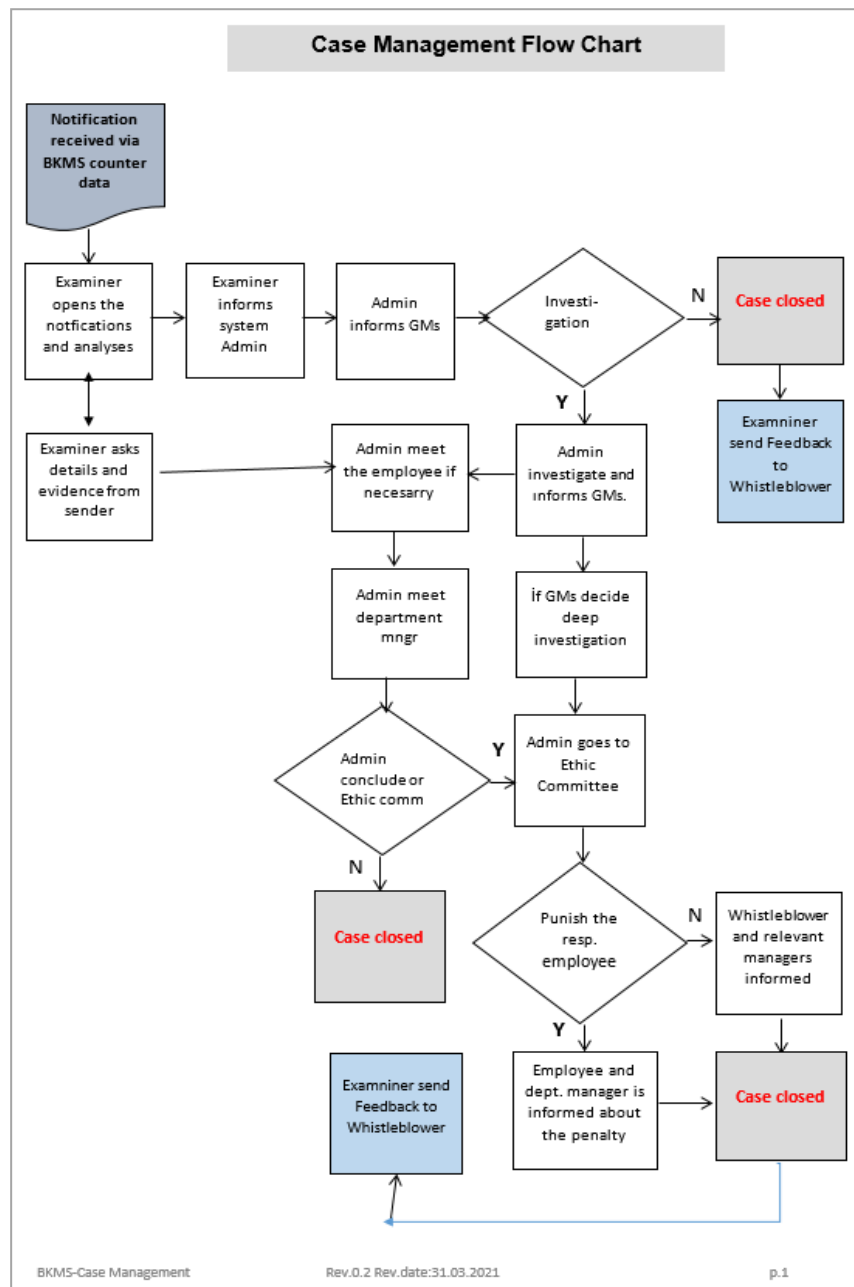 Case Management Flow Chart
Notification
received via
BKMS counter
data
Examiner
opens the
notfications
and analyses
Examiner
informs
system
Admin
Admin
informs GMs
Investi-
gation
N
Case closed
Y
Examiner asks
details and
evidence from
sender
Admin meet
the employee if
necesarry
Admin
investigate and
ınforms GMs.
Examniner
send Feedback
to
Whistleblower
Admin meet
department
mngr
İf GMs decide
deep
investigation
Admin
conclude or
Ethic comm
Y
Admin goes to
Ethic
Committee
N
Case closed
Punish the
resp.
employee
N
Whistleblower
and relevant
managers
informed
Y
Examniner send
Feedback to
Whistleblower
Employee and
dept. manager is
informed about
the penalty
Case closed
BKMS-Case Management Rev.0.2 Rev.date:31.03.2021 p.1